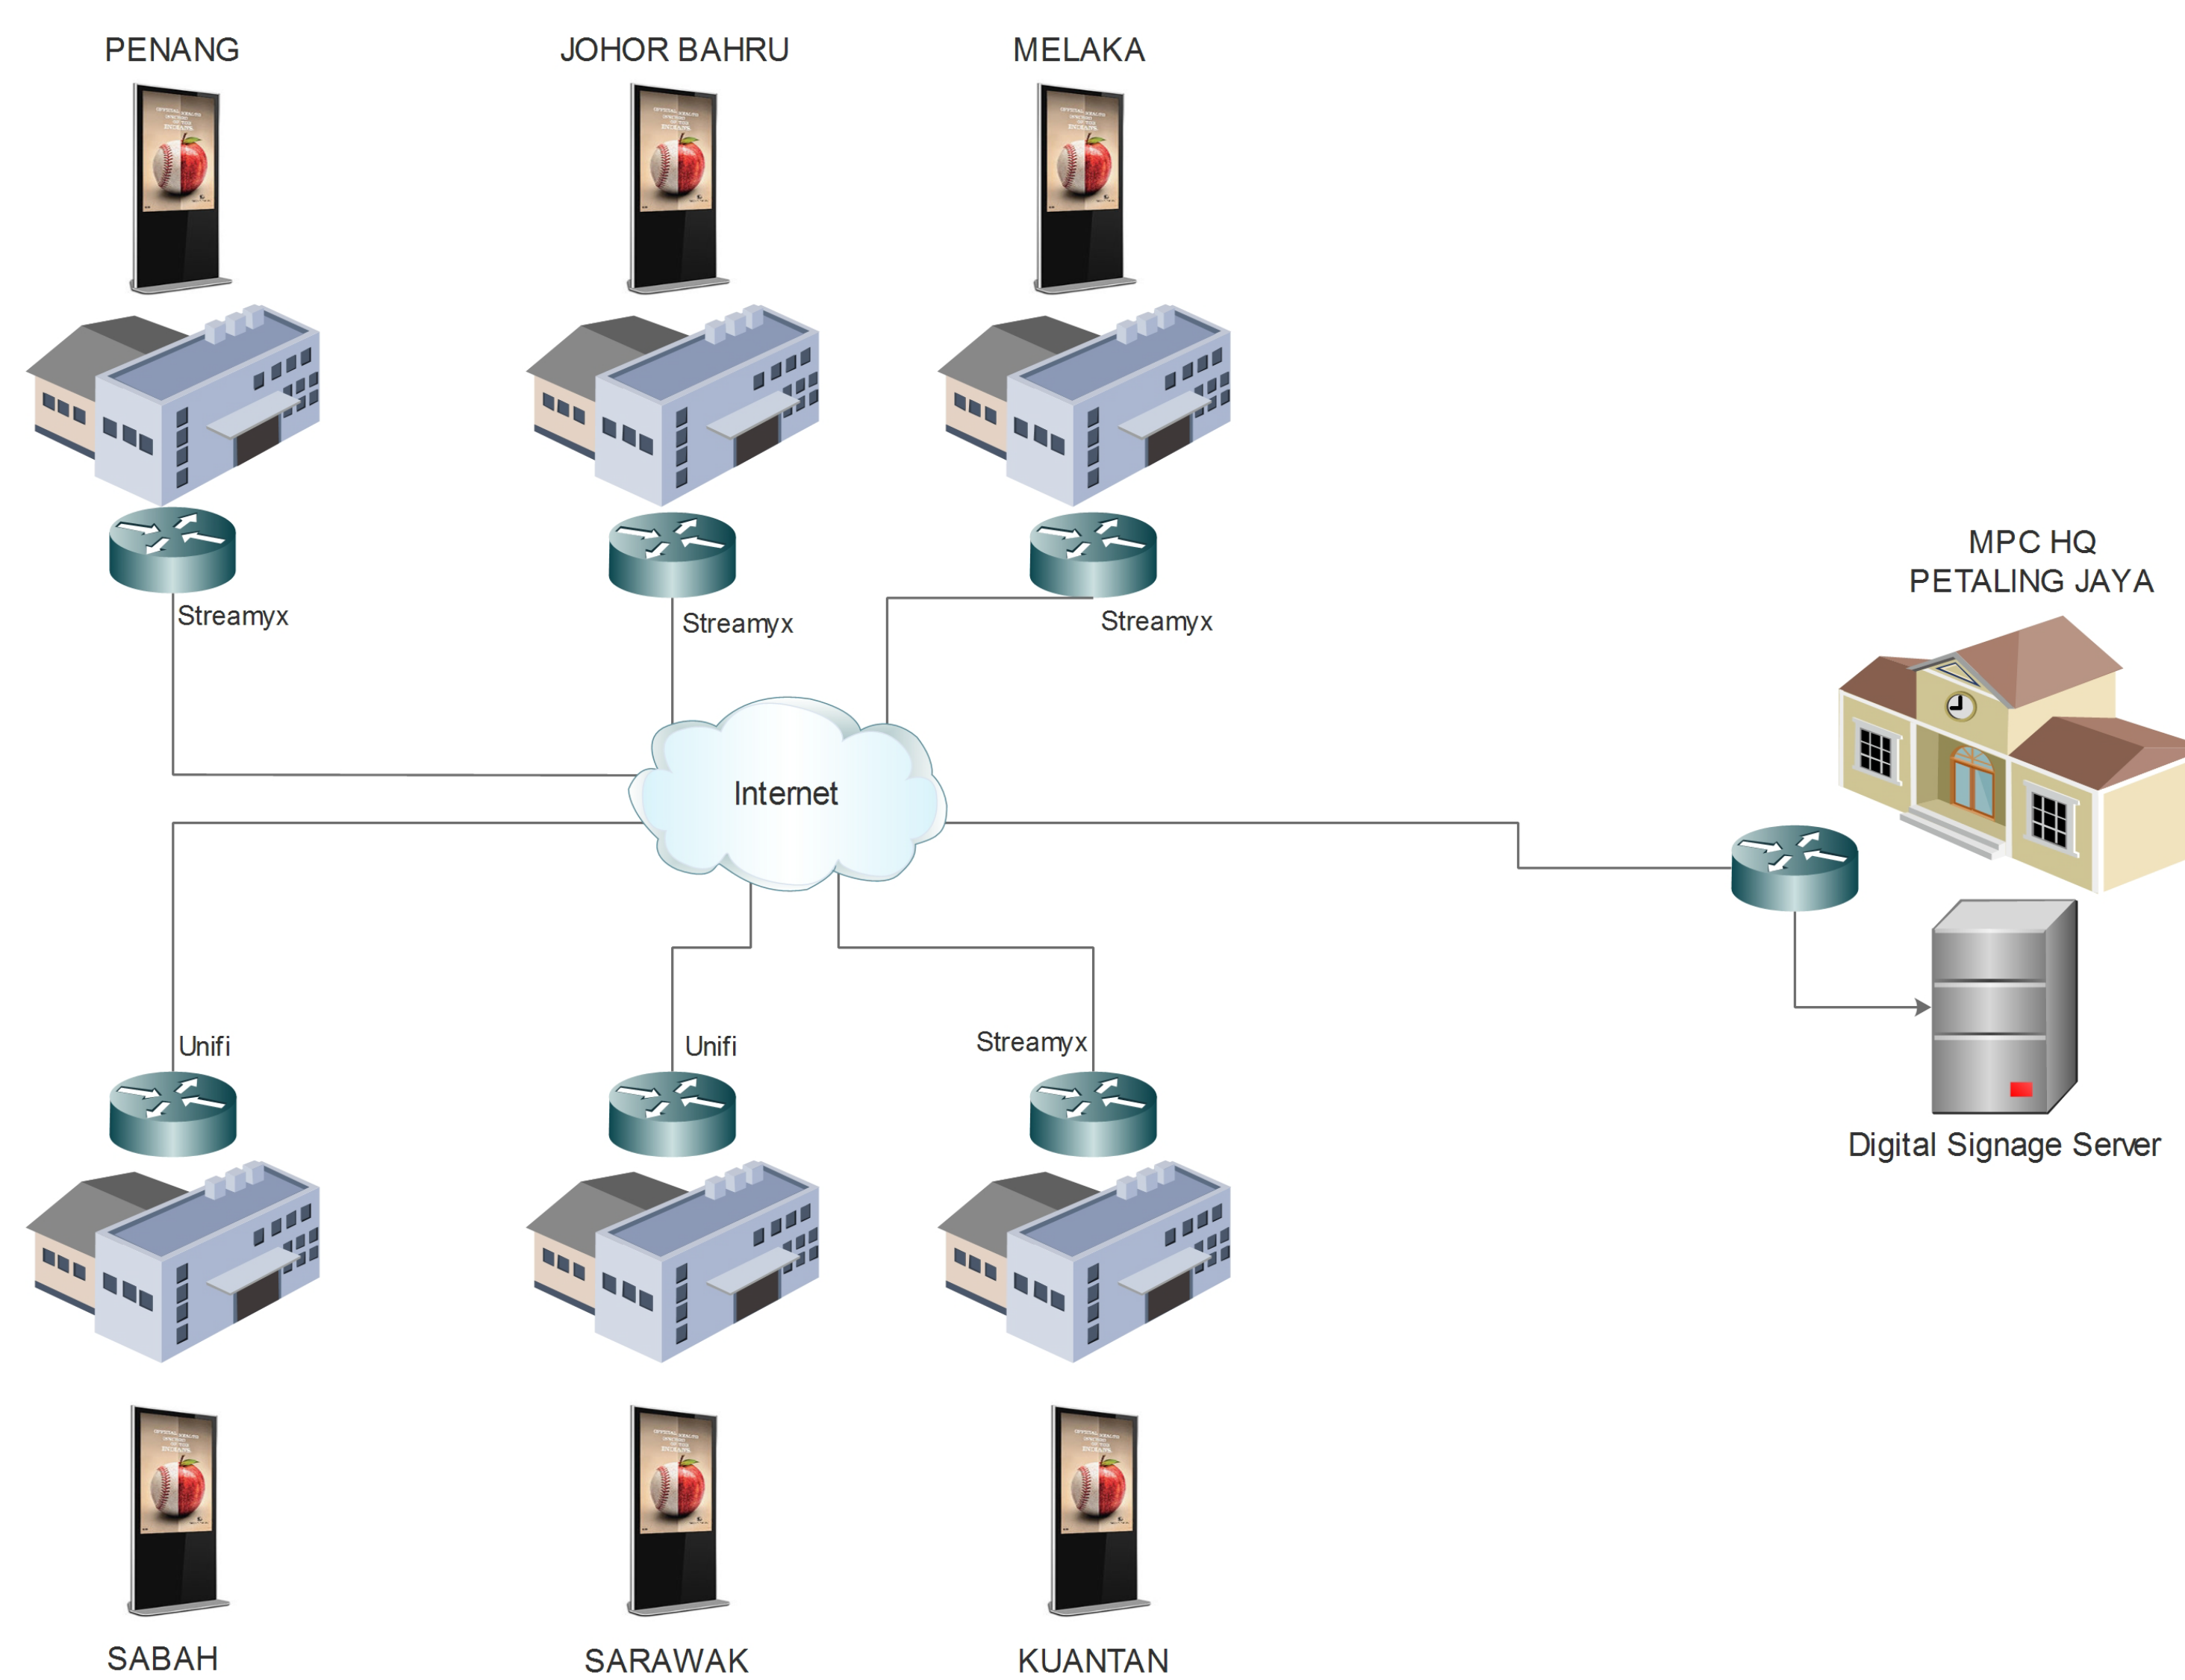 PENANG
JOHOR BAHRU
MELAKA
Streamyx
Streamyx
Streamyx
MPC HQ
PETALING JAYA
Internet
Unifi
Unifi
Streamyx
Digital Signage Server
SABAH
SARAWAK
KUANTAN